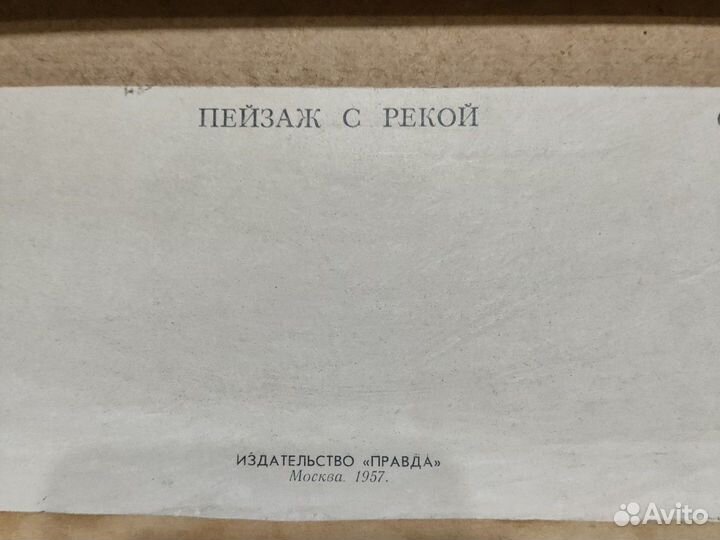 ПЕЙЗАЖ С РЕКОЙ
ИЗДАТЕЛЬСТВО «ПРАВДА»
Москва. 1957.
Avito